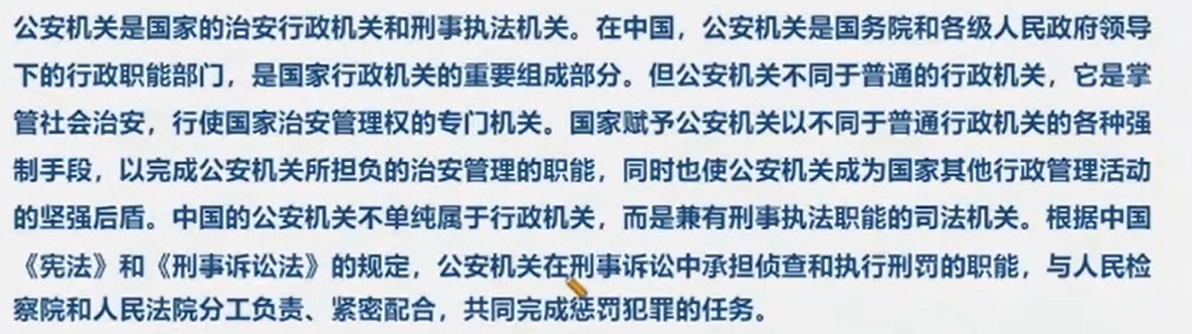 公安机关是国家的治安行政机关和刑事执法机关。在中国，公安机关是国务院和各级人民政府领导
下的行政职能部门，是国家行政机关的重要组成部分。但公安机关不同于普通的行政机关，它是掌
管社会治安，行使国家治安管理权的专门机关。国家赋予公安机关以不同于普通行政机关的各种强
制手段，以完成公安机关所担负的治安管理的职能，同时也使公安机关成为国家其他行政管理活动
的坚强后盾。中国的公安机关不单纯属于行政机关，而是兼有刑事执法职能的司法机关。根据中国
《宪法》和《刑事诉讼法》的规定，公安机关在刑事诉讼中承担侦查和执行刑罚的职能，与人民检
察院和人民法院分工负责、紧密配合，共同完成惩罚犯罪的任务。